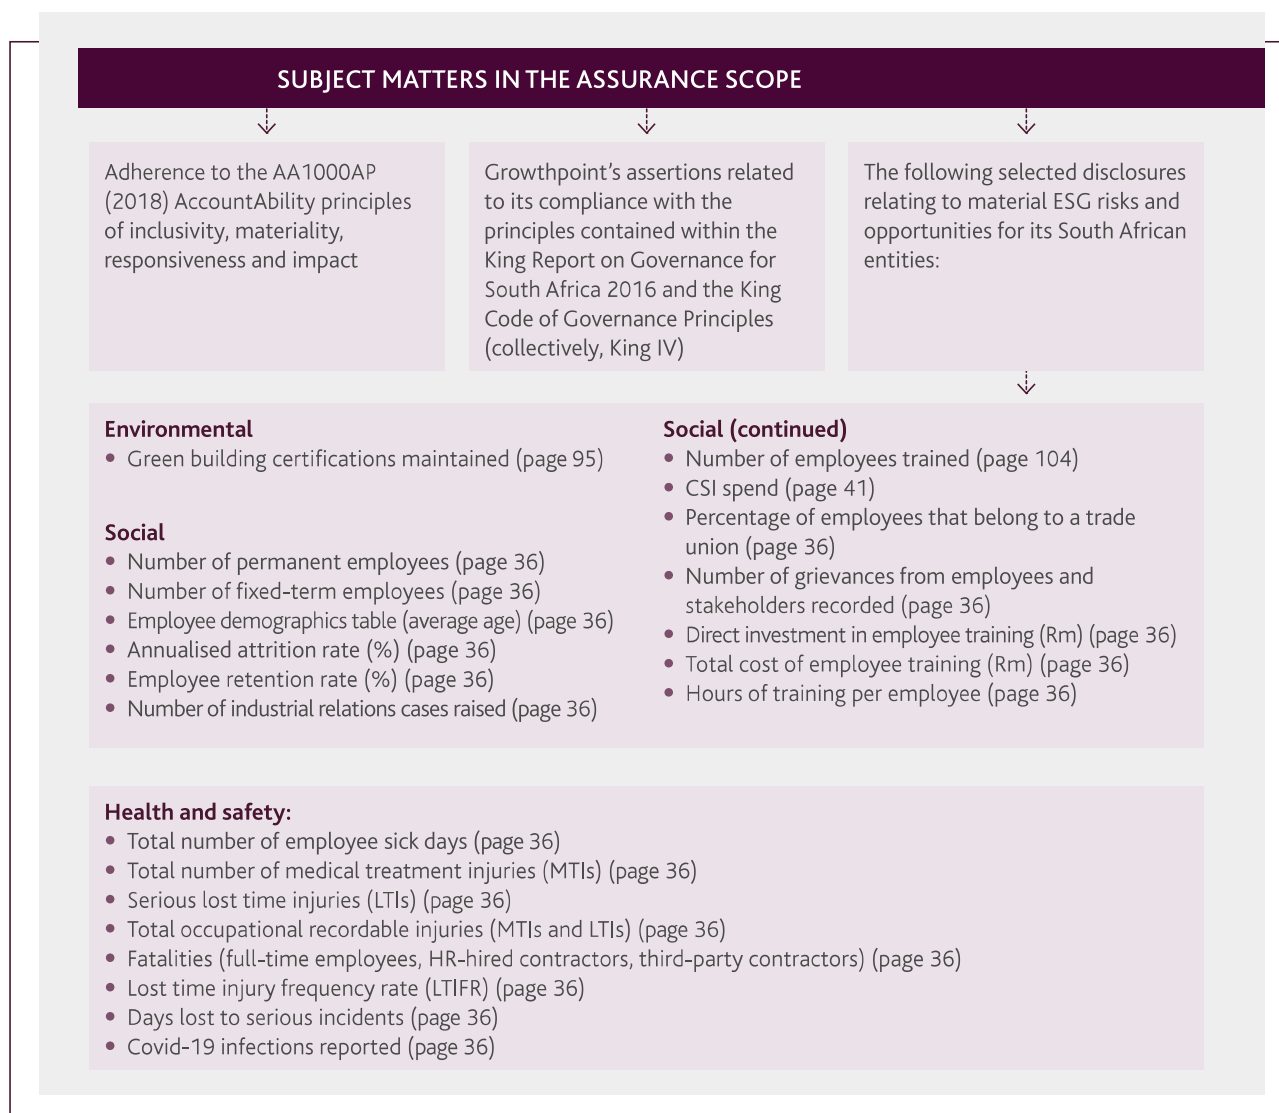 SUBJECT MATTERS IN THE ASSURANCE SCOPE
Adherence to the AA1000AP
(2018) AccountAbility principles
of inclusivity, materiality,
responsiveness and impact
Growthpoint’s assertions related
to its compliance with the
principles contained within the
King Report on Governance for
South Africa 2016 and the King
Code of Governance Principles
(collectively, King IV)
The following selected disclosures
relating to material ESG risks and
opportunities for its South African
entities:
Environmental
• Green building certifications maintained (page 95)
Social
• Number of permanent employees (page 36)
• Number of fixed-term employees (page 36)
• Employee demographics table (average age) (page 36)
• Annualised attrition rate (%) (page 36)
• Employee retention rate (%) (page 36)
• Number of industrial relations cases raised (page 36)
Social (continued)
• Number of employees trained (page 104)
• CSI spend (page 41)
• Percentage of employees that belong to a trade
union (page 36)
• Number of grievances from employees and
stakeholders recorded (page 36)
• Direct investment in employee training (Rm) (page 36)
• Total cost of employee training (Rm) (page 36)
• Hours of training per employee (page 36)
Health and safety:
• Total number of employee sick days (page 36)
• Total number of medical treatment injuries (MTIs) (page 36)
• Serious lost time injuries (LTIs) (page 36)
• Total occupational recordable injuries (MTIs and LTIs) (page 36)
• Fatalities (full-time employees, HR-hired contractors, third-party contractors) (page 36)
• Lost time injury frequency rate (LTIFR) (page 36)
• Days lost to serious incidents (page 36)
• Covid-19 infections reported (page 36)